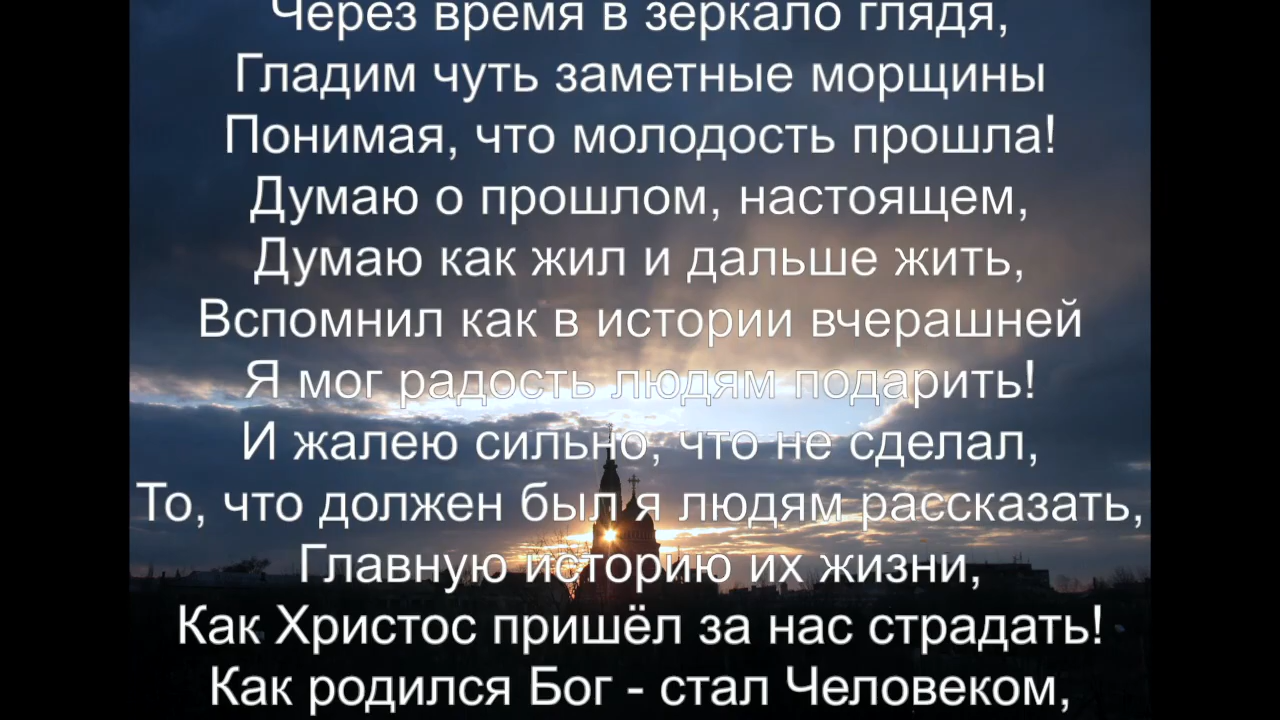 Через время в зеркало глядя,
Гладим чуть заметные морщины
Понимая, что молодость прошла!
Думаю о прошлом, настоящем,
Думаю как жил и дальше жить,
Вспомнил как в истории вчерашней
Я мог радость людям подарить!
И жалею сильно, что не сделал,
То, что должен был я людям рассказать,
Главную историю их жизни,
Как Христос пришёл за нас страдать!
Как родился Бог - стал Человеком,